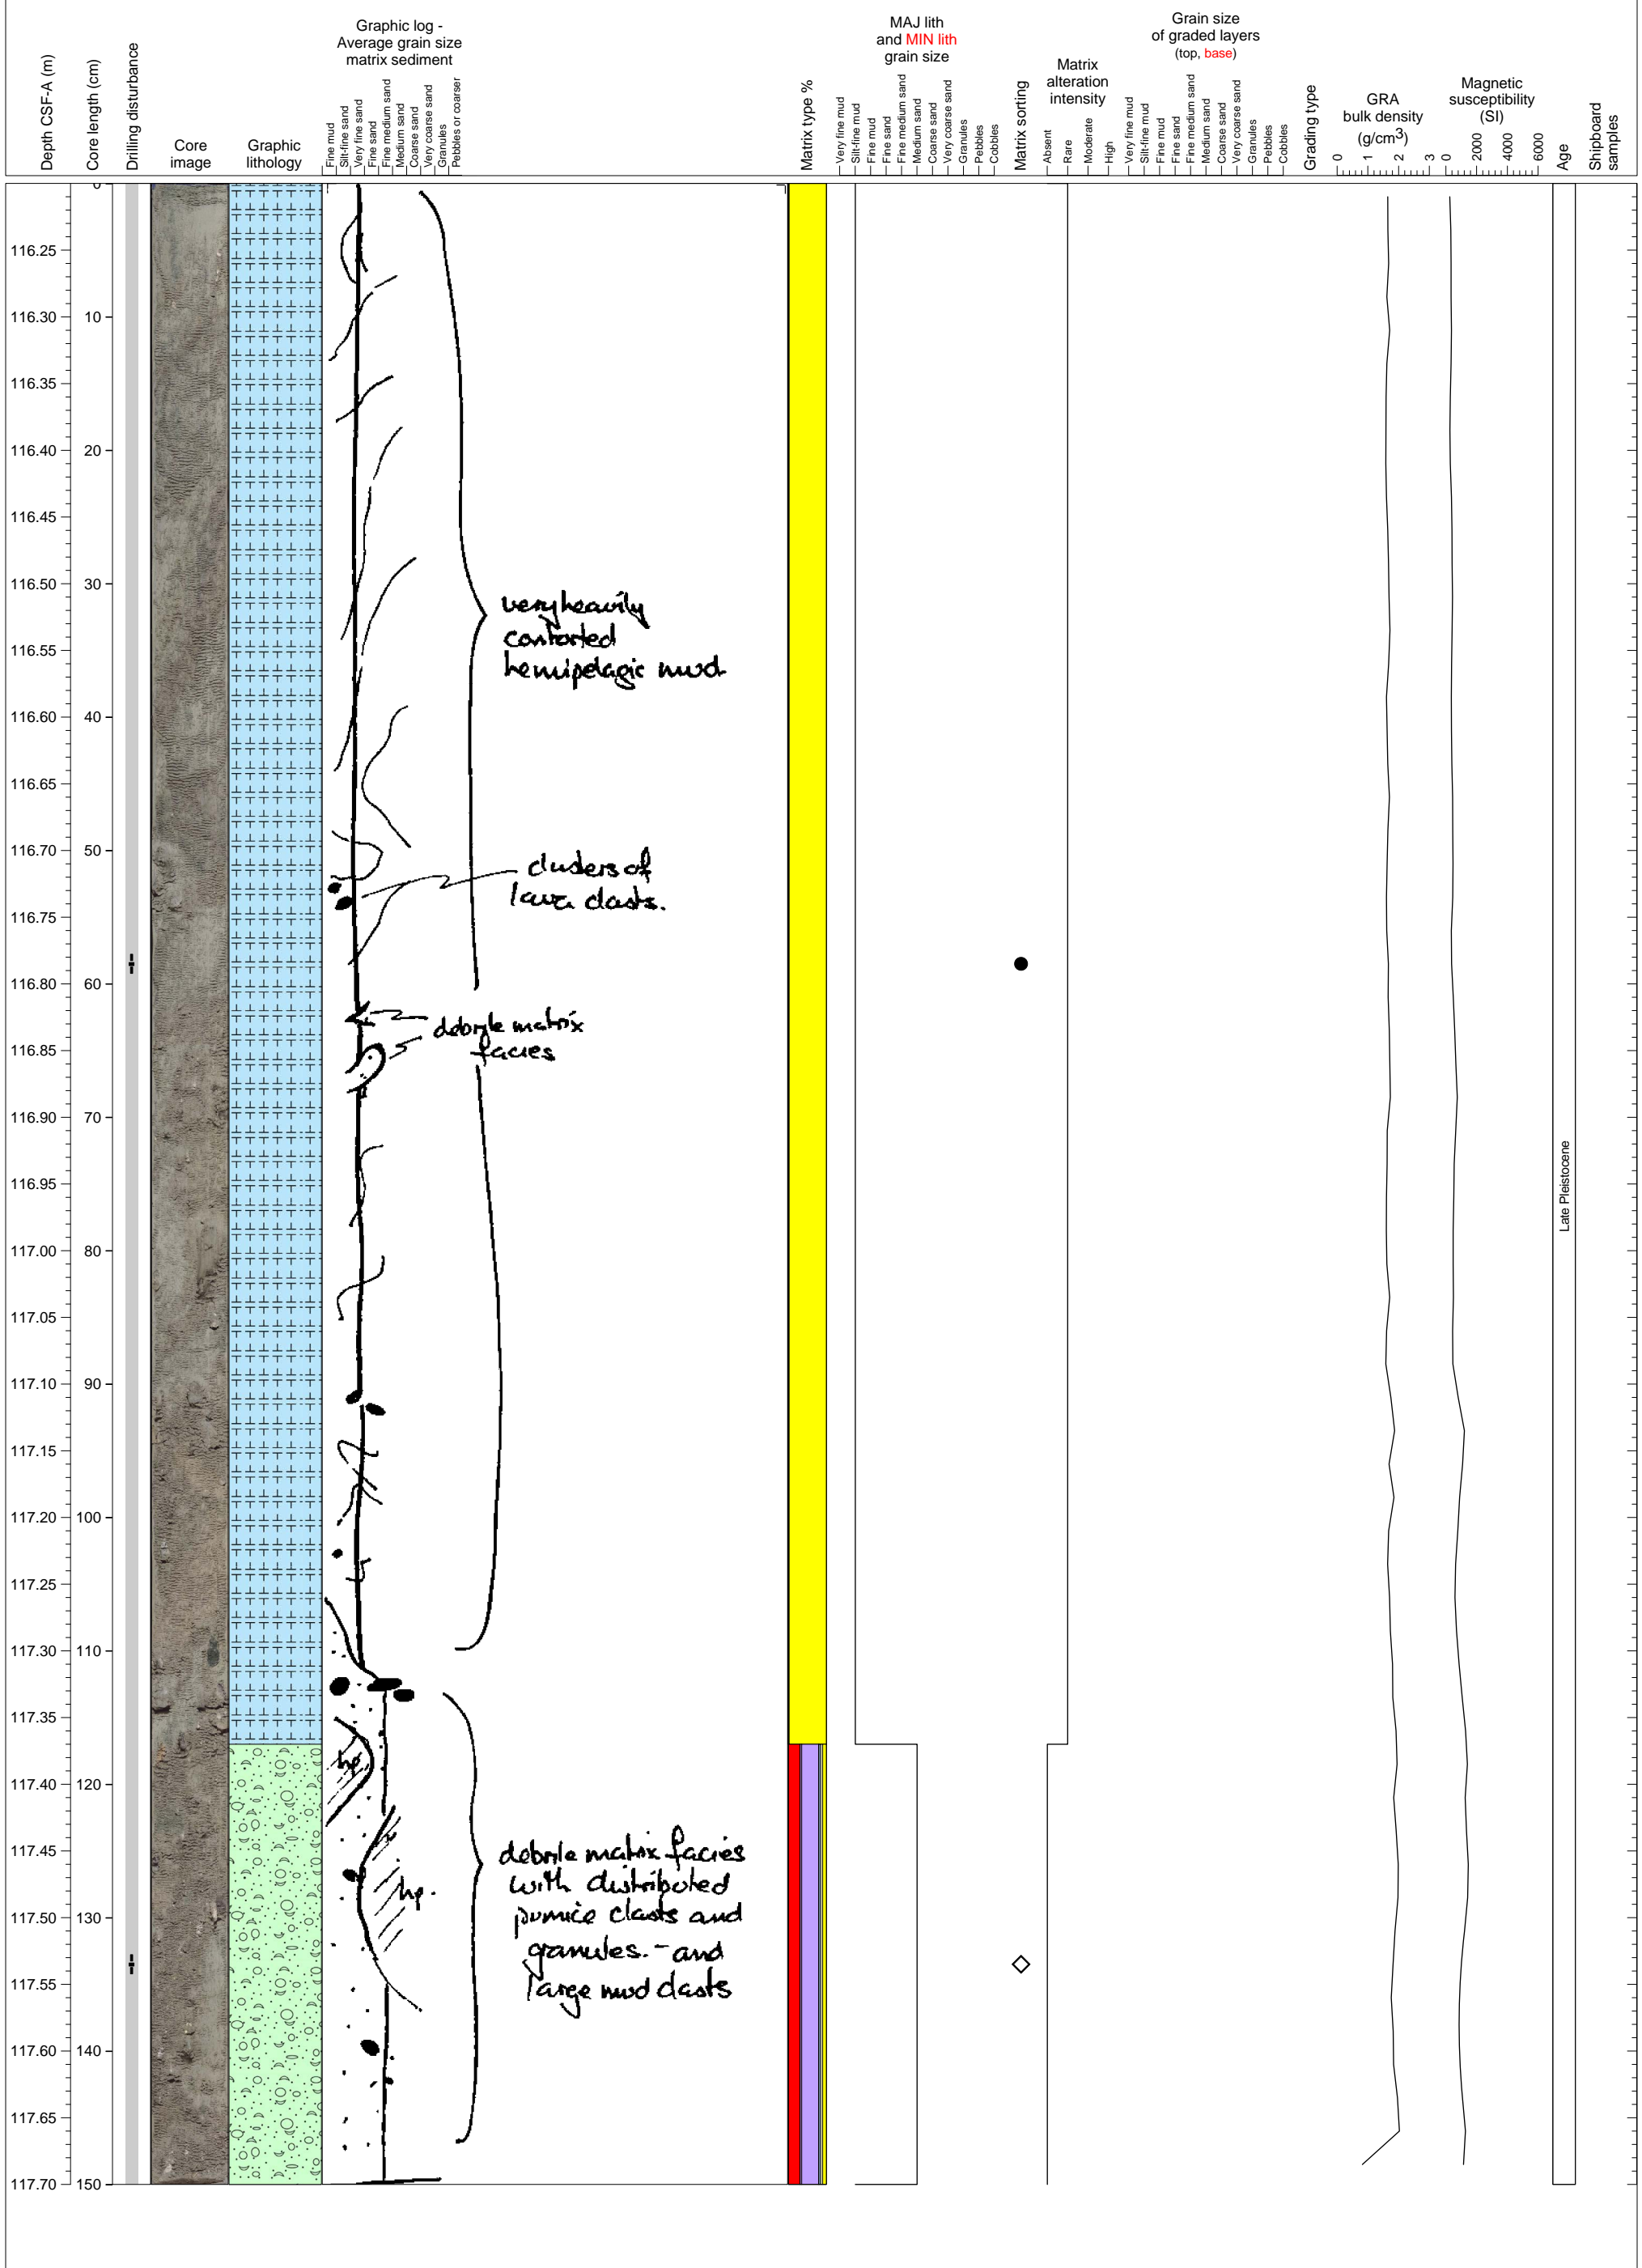 Depth CSF-A (m)
Core length (cm)
Drilling disturbance
Core
image
Graphic
lithology
Graphic log -
Average grain size
matrix sediment
Fine mud
Silt-fine sand
Very fine sand
Fine sand
Fine medium sand
Medium sand
Coarse sand
Very coarse sand
Granules
Pebbles or coarser
Matrix type %
MAJ lith
and MIN lith
grain size
Very fine mud
Silt-fine mud
Fine mud
Fine sand
Fine medium sand
Medium sand
Coarse sand
Very coarse sand
Granules
Pebbles
Cobbles
Matrix sorting
Matrix
alteration
intensity
Absent
Rare
Moderate
High
Grain size
of graded layers
(top, base)
Very fine mud
Silt-fine mud
Fine mud
Fine sand
Fine medium sand
Medium sand
Coarse sand
Very coarse sand
Granules
Pebbles
Cobbles
Grading type
GRA
bulk density
(g/cm3)
0 1 2 3
Magnetic
susceptibility
(SI)
0 2000 4000 6000
Age
Shipboard
samples
0
116.25
116.30 10
116.35
116.40 20
116.45
116.50 30
116.55
116.60 40
116.65
116.70 50
116.75
116.80 60
116.85
116.90 70
116.95
117.00 80
117.05
117.10 90
117.15
117.20 100
117.25
117.30 110
117.35
117.40 120
117.45
117.50 130
117.55
117.60 140
117.65
117.70 150
very heavily
contorted
hemipelagic mud
clusters of
lava clasts.
debrite matrix
facies
hp
hp.
debrite matrix facies
with distributed
pumice clasts and
granules. - and
large mud clasts
Late Pleistocene